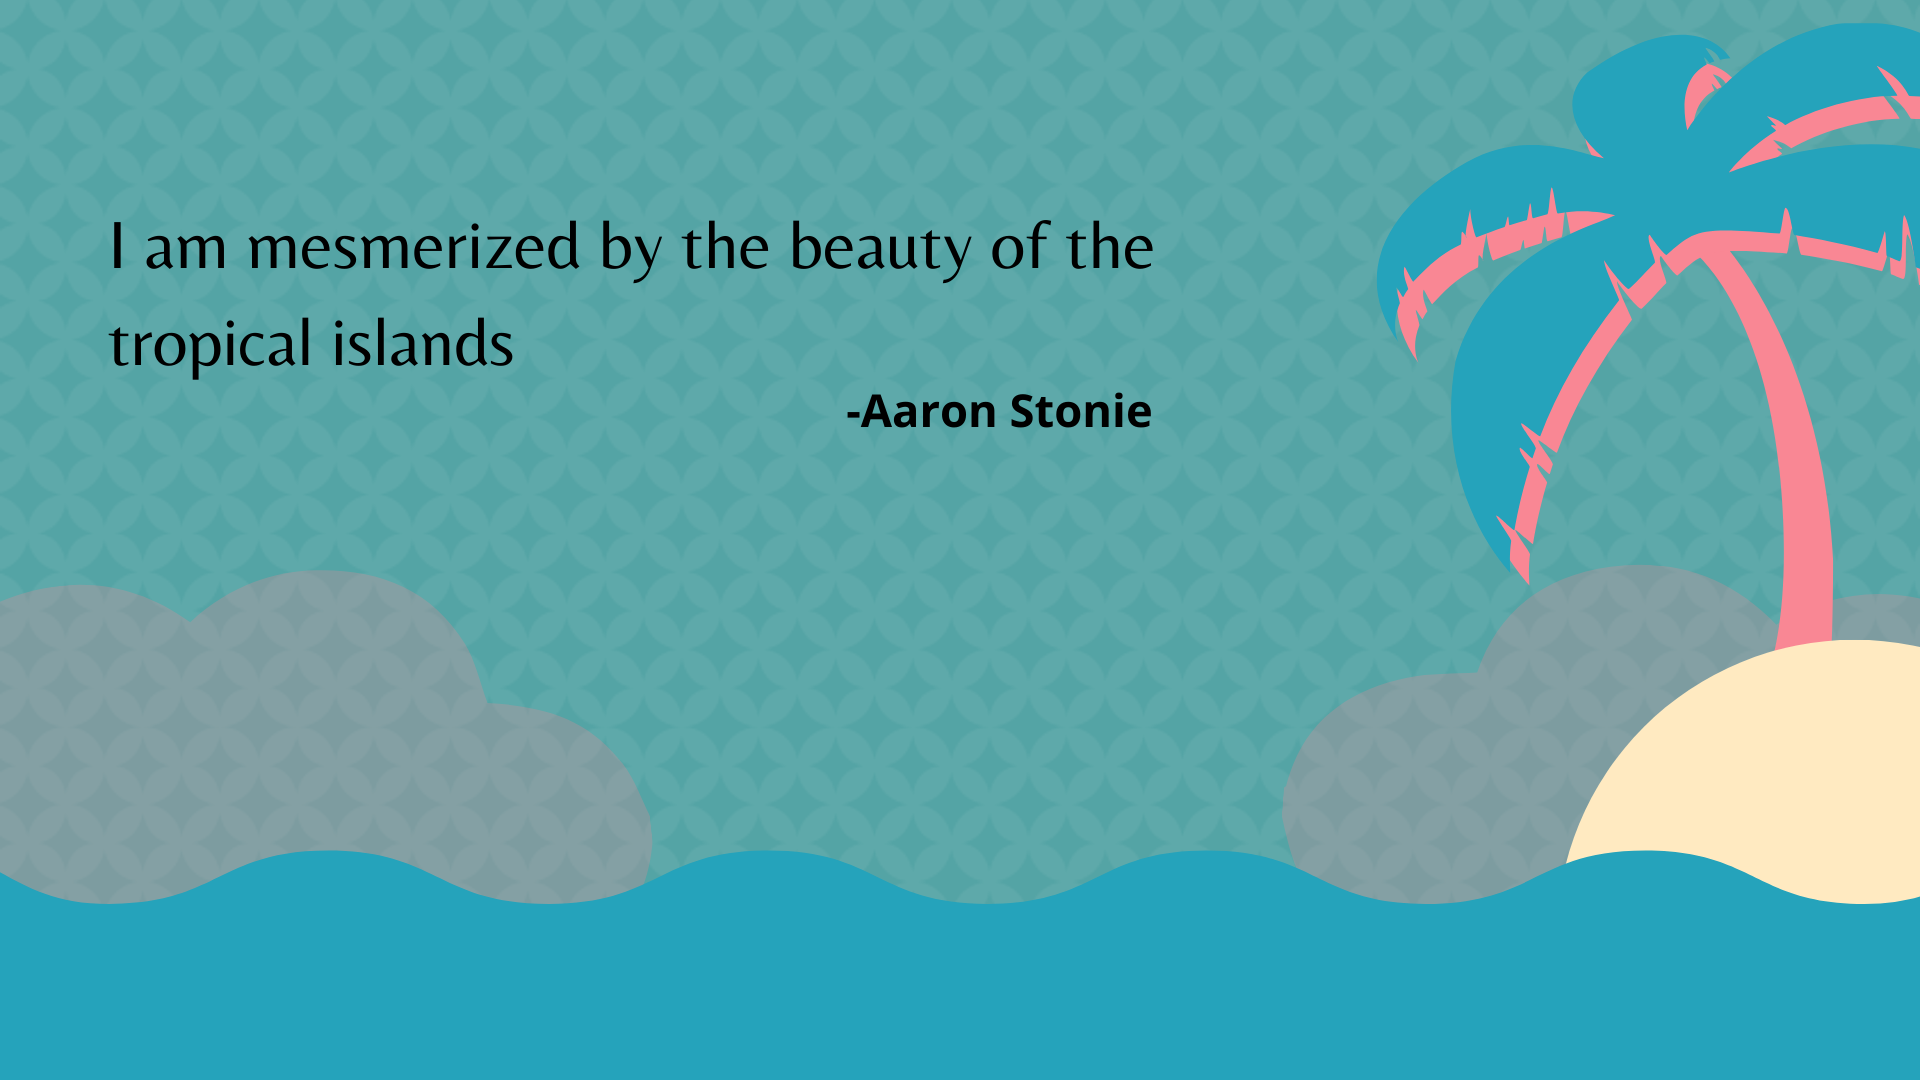 I am mesmerized by the beauty of the
tropical islands
-Aaron Stonie